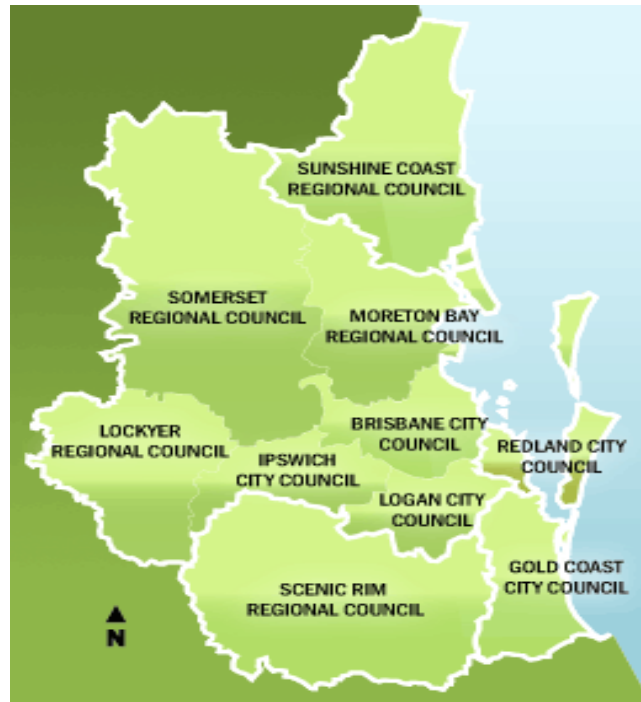 SUNSHINE COAST
REGIONAL COUNCIL
SOMERSET
REGIONAL COUNCIL
MORETON BAY
REGIONAL COUNCIL
LOCKYER
REGIONAL COUNCIL
BRISBANE CITY
COUNCIL
REDLAND CITY
COUNCIL
IPSWICH
CITY COUNCIL
LOGAN CITY
COUNCIL
GOLD COAST
CITY COUNCIL
SCENIC RIM
REGIONAL COUNCIL
N